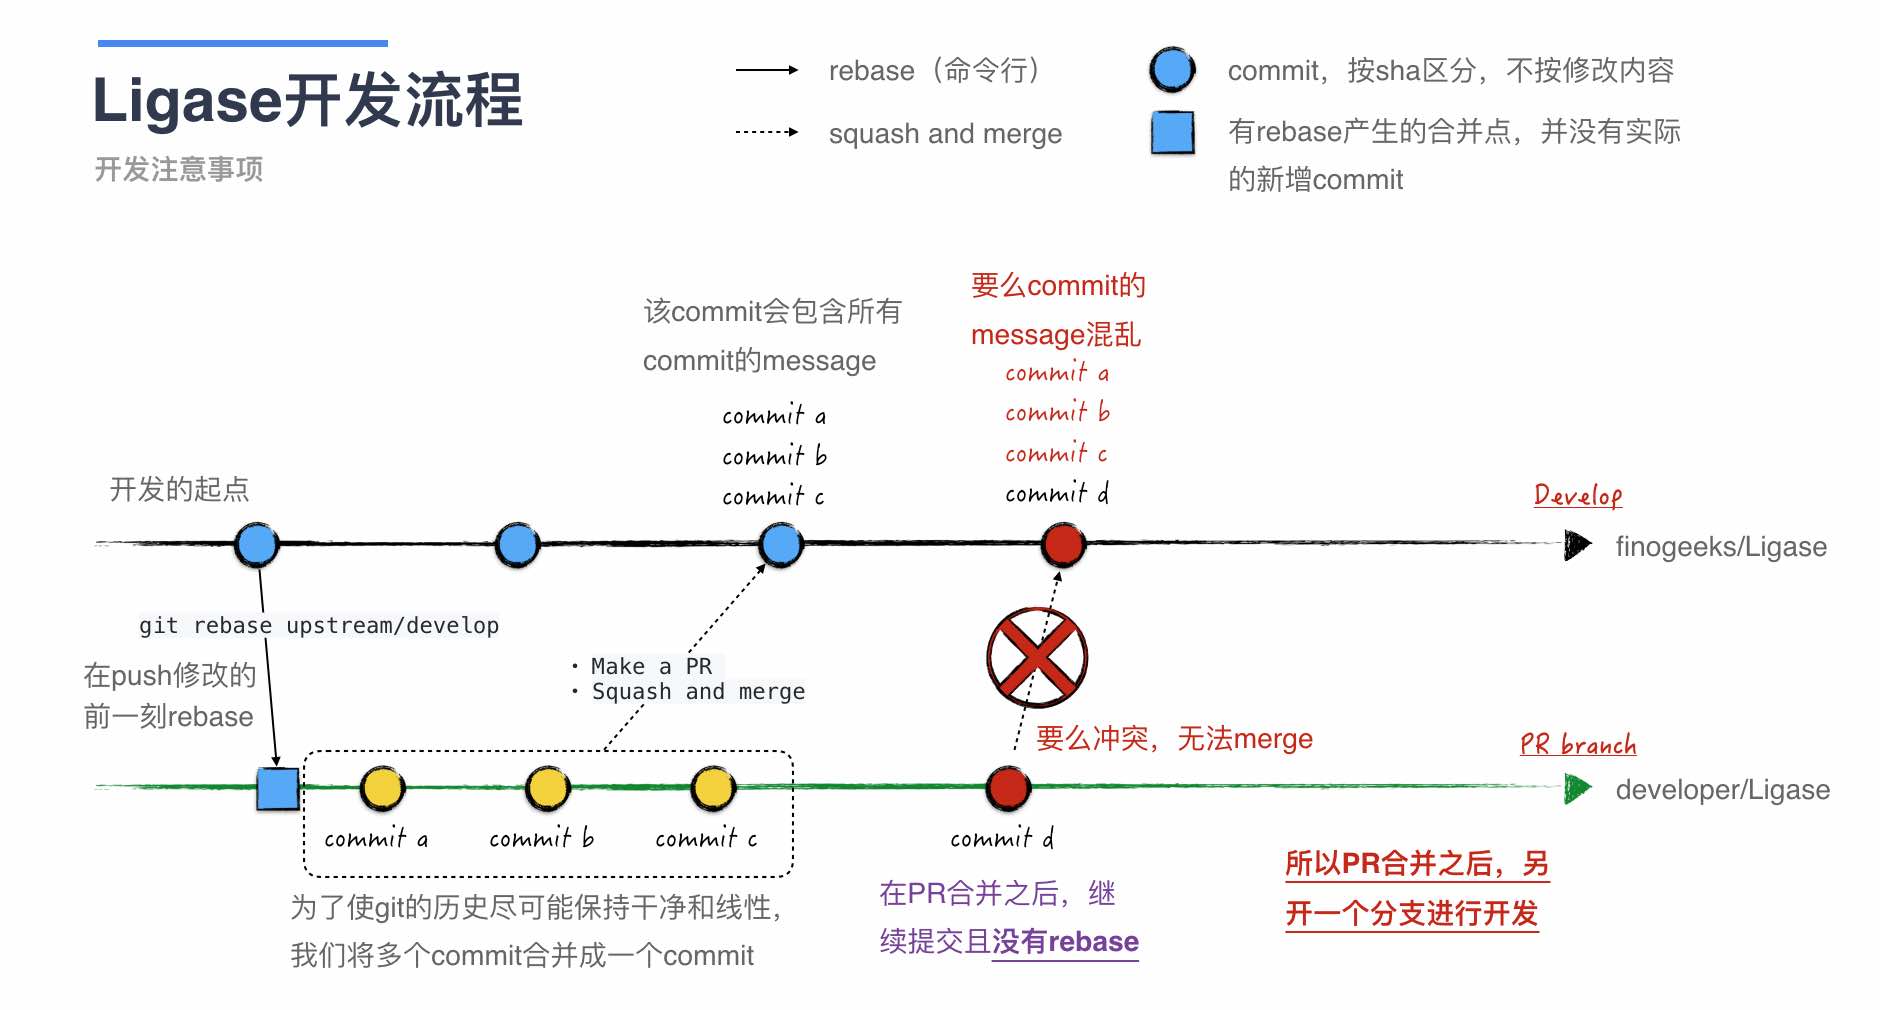 Ligase开发流程
开发注意事项
rebase（命令行）
squash and merge
commit，按sha区分，不按修改内容
有rebase产生的合并点，并没有实际
的新增commit
该commit会包含所有
commit的message
commit a
commit b
commit c
要么commit的
message混乱
commit a
commit b
commit c
commit d
开发的起点
Develop
finogeeks/Ligase
git rebase upstream/develop
在push修改的
前一刻rebase
• Make a PR
• Squash and merge
要么冲突，无法merge
PR branch
developer/Ligase
commit a
commit b
commit c
commit d
为了使git的历史尽可能保持干净和线性，
我们将多个commit合并成一个commit
在PR合并之后，继
续提交且没有rebase
所以PR合并之后，另
开一个分支进行开发